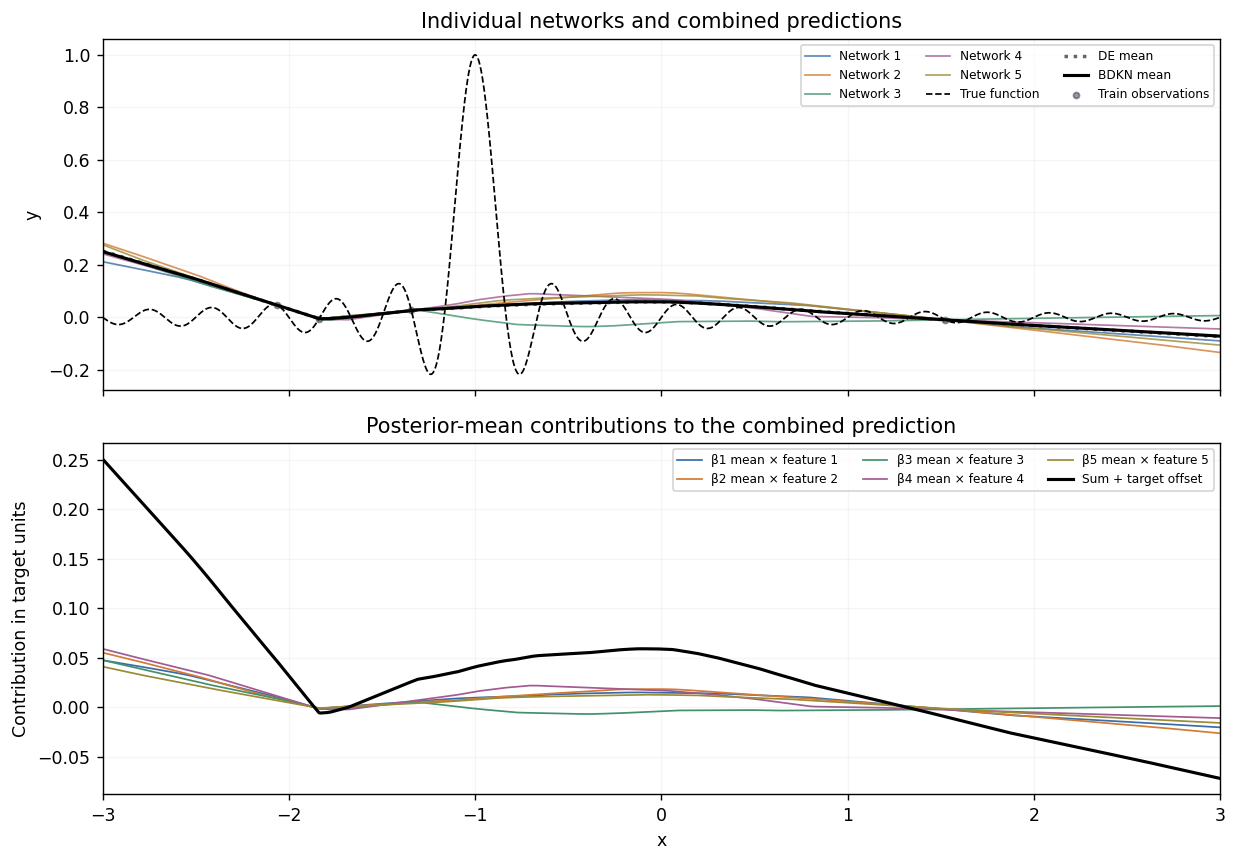 Individual networks and combined predictions
Network 1 Network 4 DE mean
Network 2 Network 5 BDKN mean
Network 3 True function Train observations
1.0
0.8
0.6
0.4
0.2
0.0
−0.2
y
Posterior-mean contributions to the combined prediction
β1 mean × feature 1 β3 mean × feature 3 β5 mean × feature 5
β2 mean × feature 2 β4 mean × feature 4 Sum + target offset
0.25
0.20
0.15
0.10
0.05
0.00
−0.05
Contribution in target units
−3 −2 −1 0 1 2 3
x